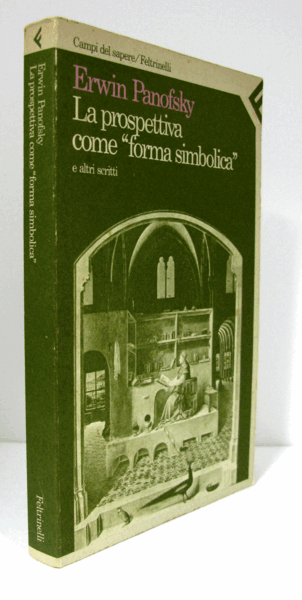 Campi del sapere/Feltrinelli
Erwin Panofsky
La prospettiva
come "forma simbolica"
e altri scritti
Erwin Panofsky
La prospettiva come "forma simbolica"
Feltrinelli